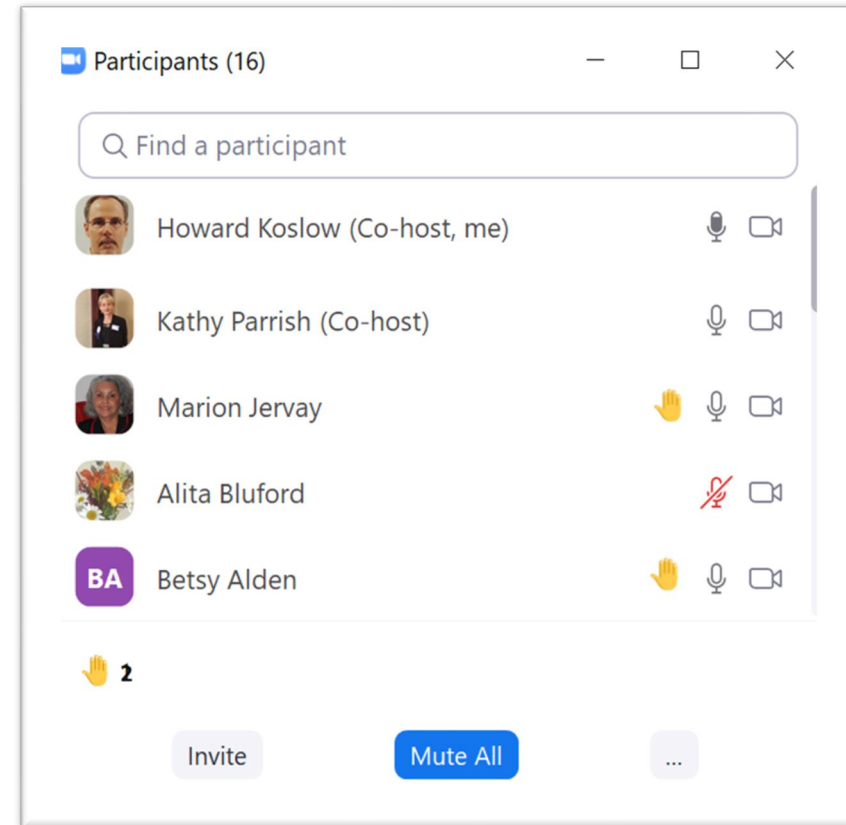 Participants (16)
Find a participant
Howard Koslow (Co-host, me)
Kathy Parrish (Co-host)
Marion Jervay
Alita Bluford
BA Betsy Alden
2
Invite Mute All ...